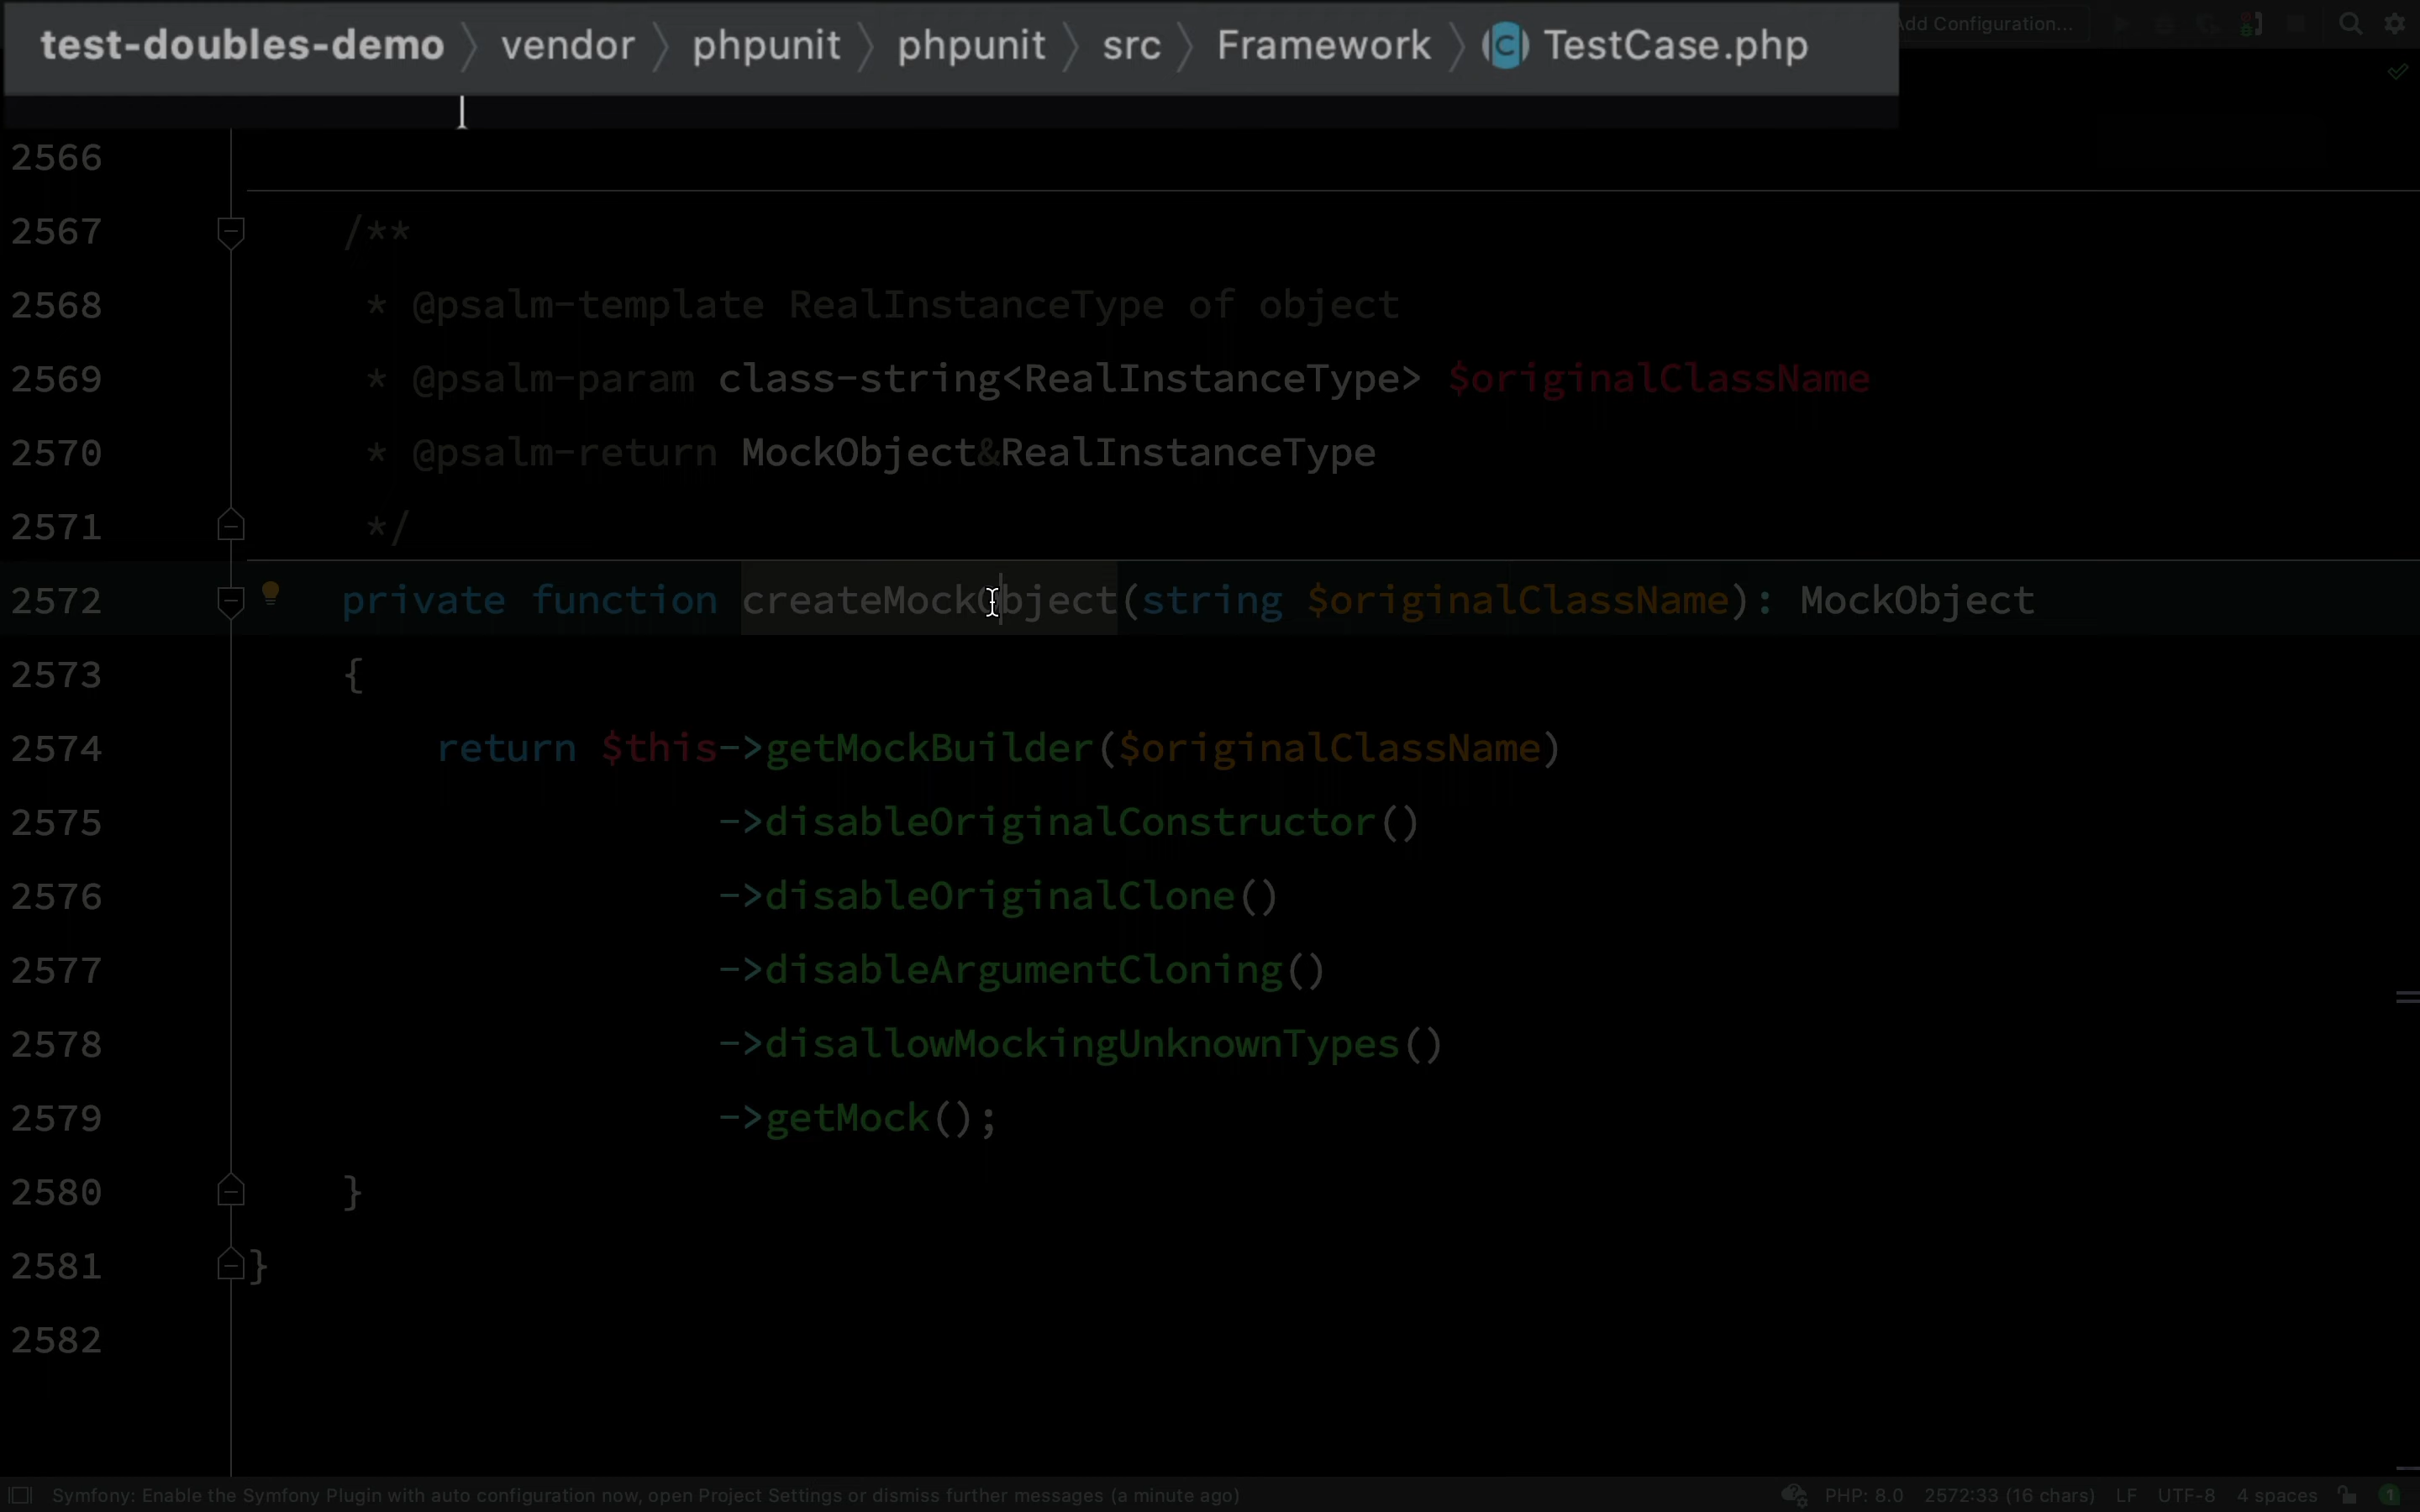 test-doubles-demo vendor phpunit phpunit src Framework C TestCase.php
Add Configuration...
2566
2567 /**
2568 * @psalm-template RealInstanceType of object
2569 * @psalm-param class-string<RealInstanceType> $originalClassName
2570 * @psalm-return MockObject&RealInstanceType
2571 */
2572 private function createMockObject(string $originalClassName): MockObject
2573 {
2574 return $this->getMockBuilder($originalClassName)
2575 ->disableOriginalConstructor()
2576 ->disableOriginalClone()
2577 ->disableArgumentCloning()
2578 ->disallowMockingUnknownTypes()
2579 ->getMock();
2580 }
2581 }
2582
Symfony: Enable the Symfony Plugin with auto configuration now, open Project Settings or dismiss further messages (a minute ago) PHP: 8.0 2572:33 (16 chars) LF UTF-8 4 spaces 1